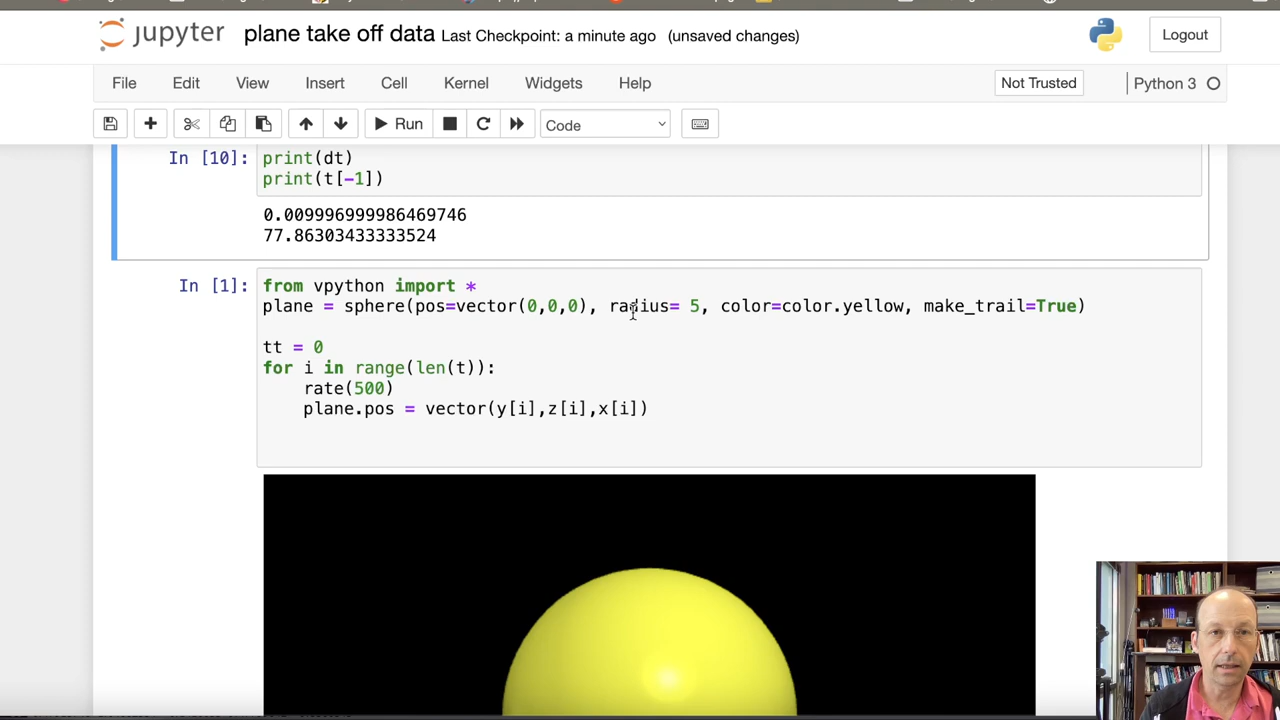 jupyter plane take off data Last Checkpoint: a minute ago (unsaved changes) Logout
File Edit View Insert Cell Kernel Widgets Help Not Trusted Python 3
Run Code
In [10]: print(dt)
print(t[-1])
0.009996999986469746
77.86303433333524
In [1]: from vpython import *
plane = sphere(pos=vector(0,0,0), radius= 5, color=color.yellow, make_trail=True)
tt = 0
for i in range(len(t)):
    rate(500)
    plane.pos = vector(y[i],z[i],x[i])